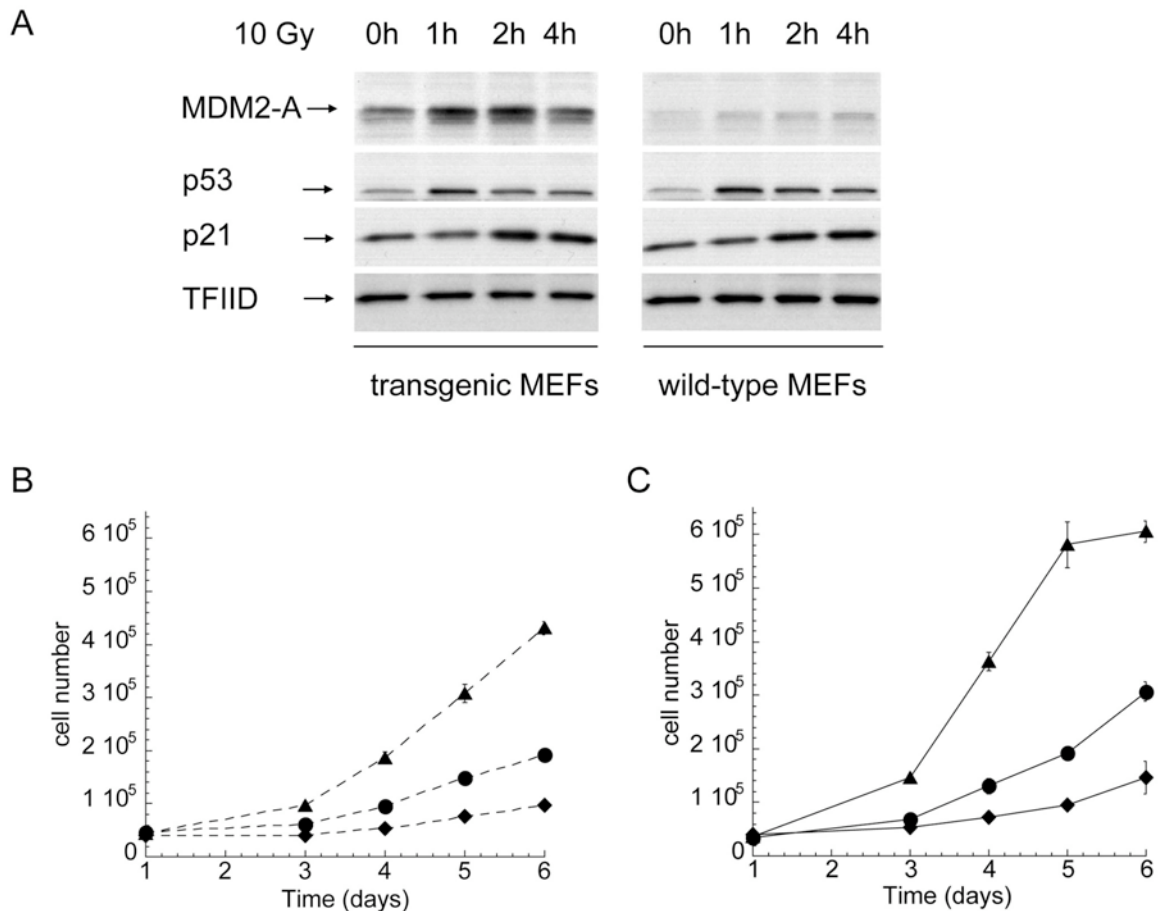 A
10 Gy 0h 1h 2h 4h 0h 1h 2h 4h
MDM2-A
p53
p21
TFIID
transgenic MEFs wild-type MEFs
B
6 10⁵
5 10⁵
4 10⁵
3 10⁵
2 10⁵
1 10⁵
0
cell number
1 2 3 4 5 6
Time (days)
C
6 10⁵
5 10⁵
4 10⁵
3 10⁵
2 10⁵
1 10⁵
0
cell number
1 2 3 4 5 6
Time (days)